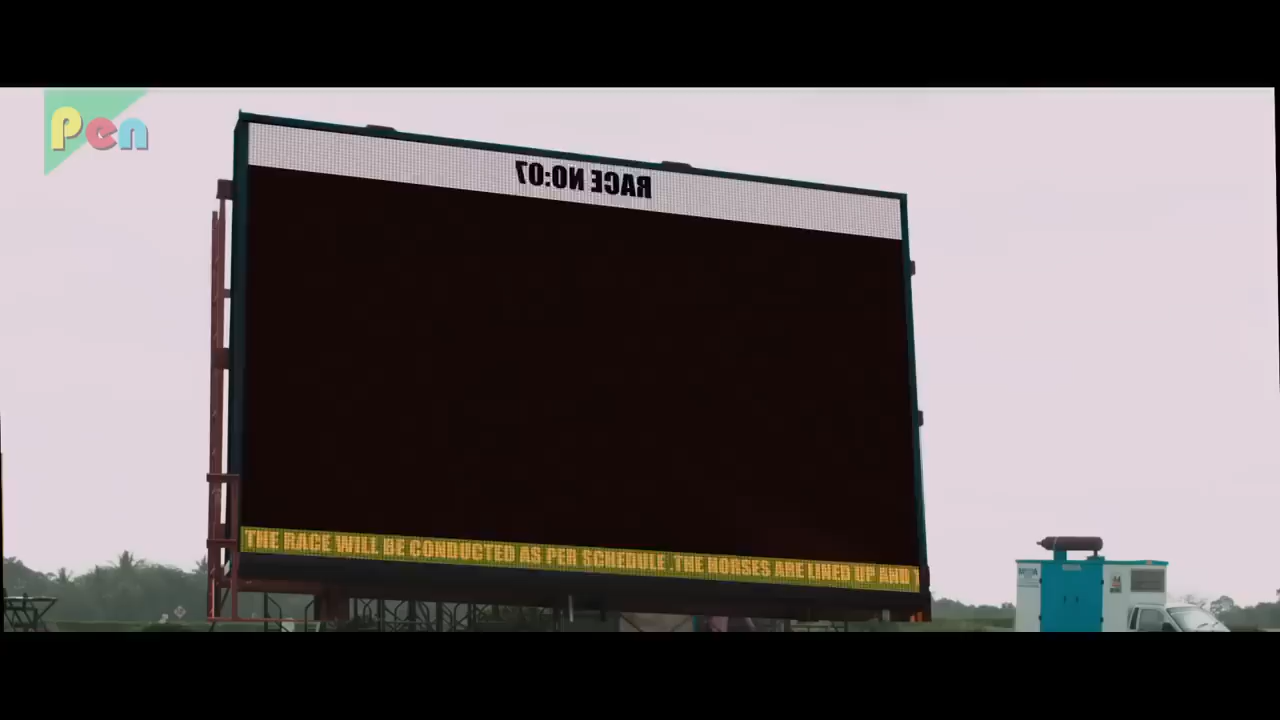 Pen
RACE NO:07
THE RACE WILL BE CONDUCTED AS PER SCHEDULE .THE HORSES ARE LINED UP AND